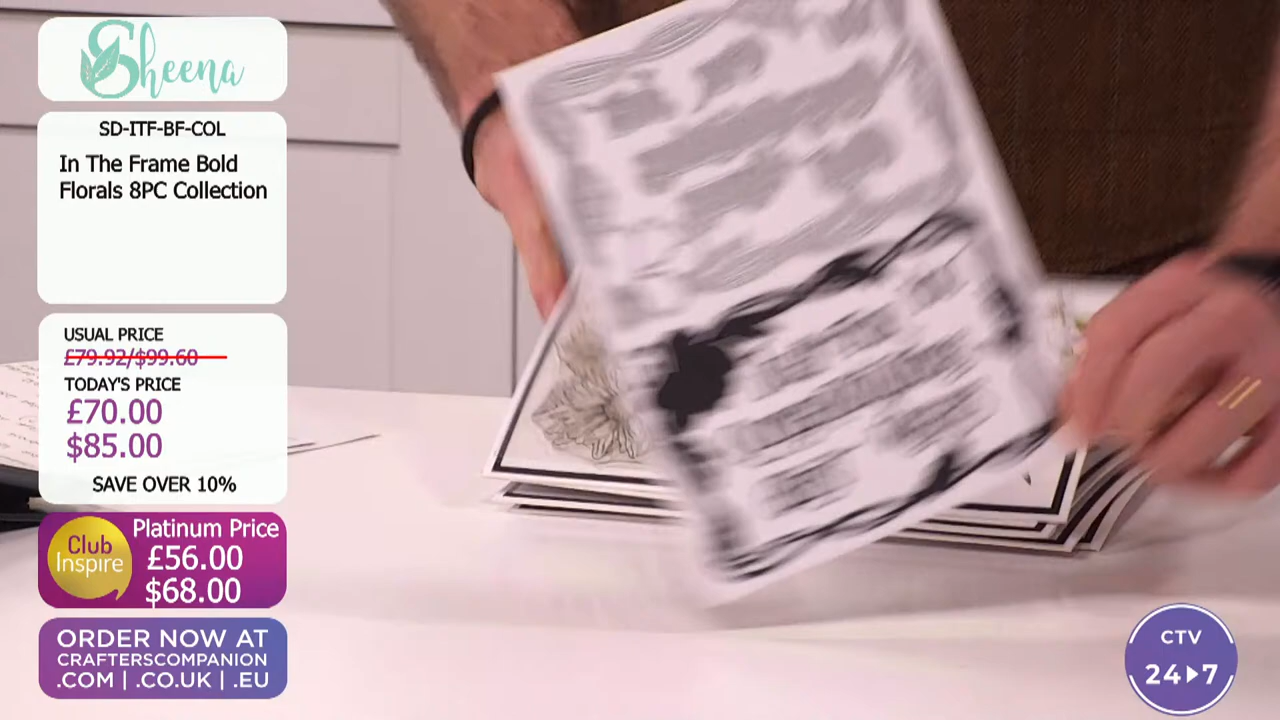 Sheena
SD-ITF-BF-COL
In The Frame Bold
Florals 8PC Collection
USUAL PRICE
£79.92/$99.60
TODAY'S PRICE
£70.00
$85.00
SAVE OVER 10%
Club
Inspire
Platinum Price
£56.00
$68.00
ORDER NOW AT
CRAFTERSCOMPANION
.COM | .CO.UK | .EU
CTV
24▶7